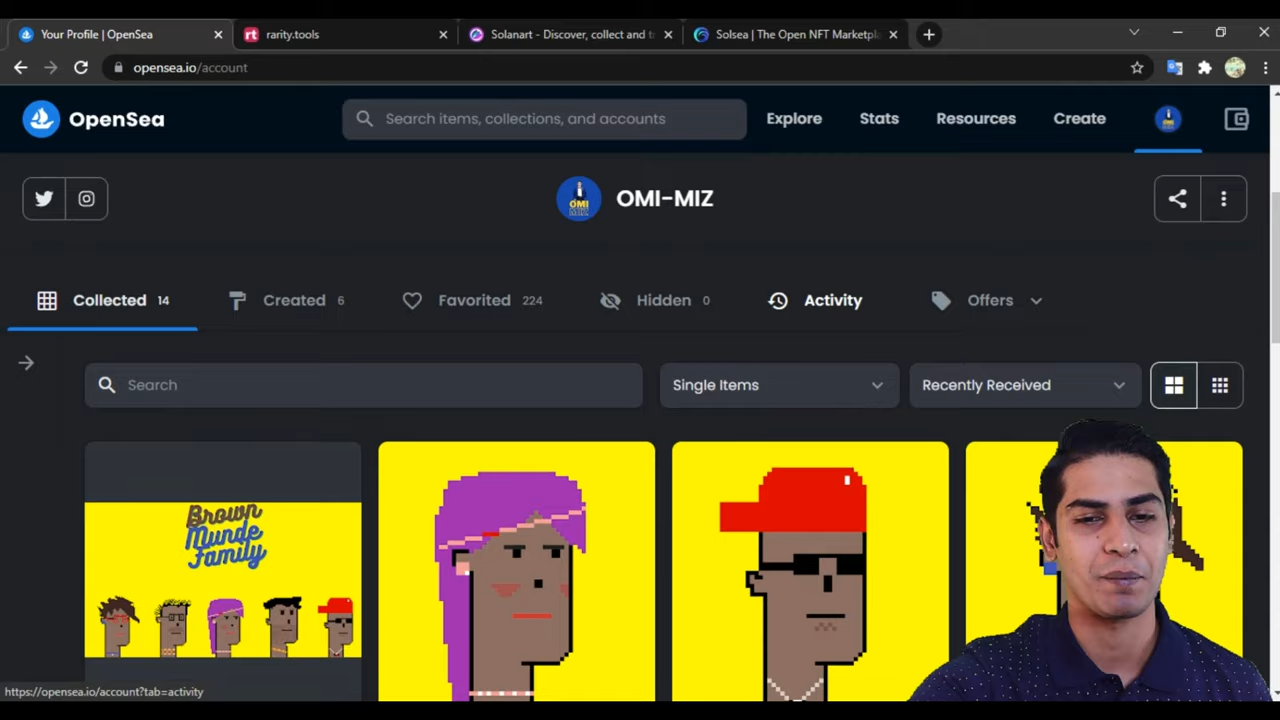 Your Profile | OpenSea
rarity.tools
Solanart - Discover, collect and t
Solsea | The Open NFT Marketpla
opensea.io/account
OpenSea
Search items, collections, and accounts
Explore
Stats
Resources
Create
OMI
OMI-MIZ
Collected 14
Created 6
Favorited 224
Hidden 0
Activity
Offers
Search
Single Items
Recently Received
Brown
Munde
Family
https://opensea.io/account?tab=activity